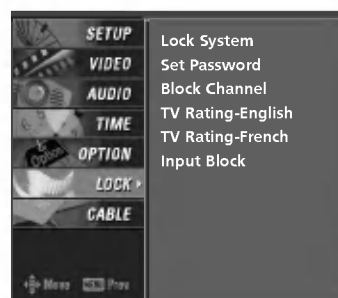 SETUP
VIDEO
AUDIO
TIME
Option OPTION
LOCK
CABLE
Lock System
Set Password
Block Channel
TV Rating-English
TV Rating-French
Input Block
Move MENU Prev